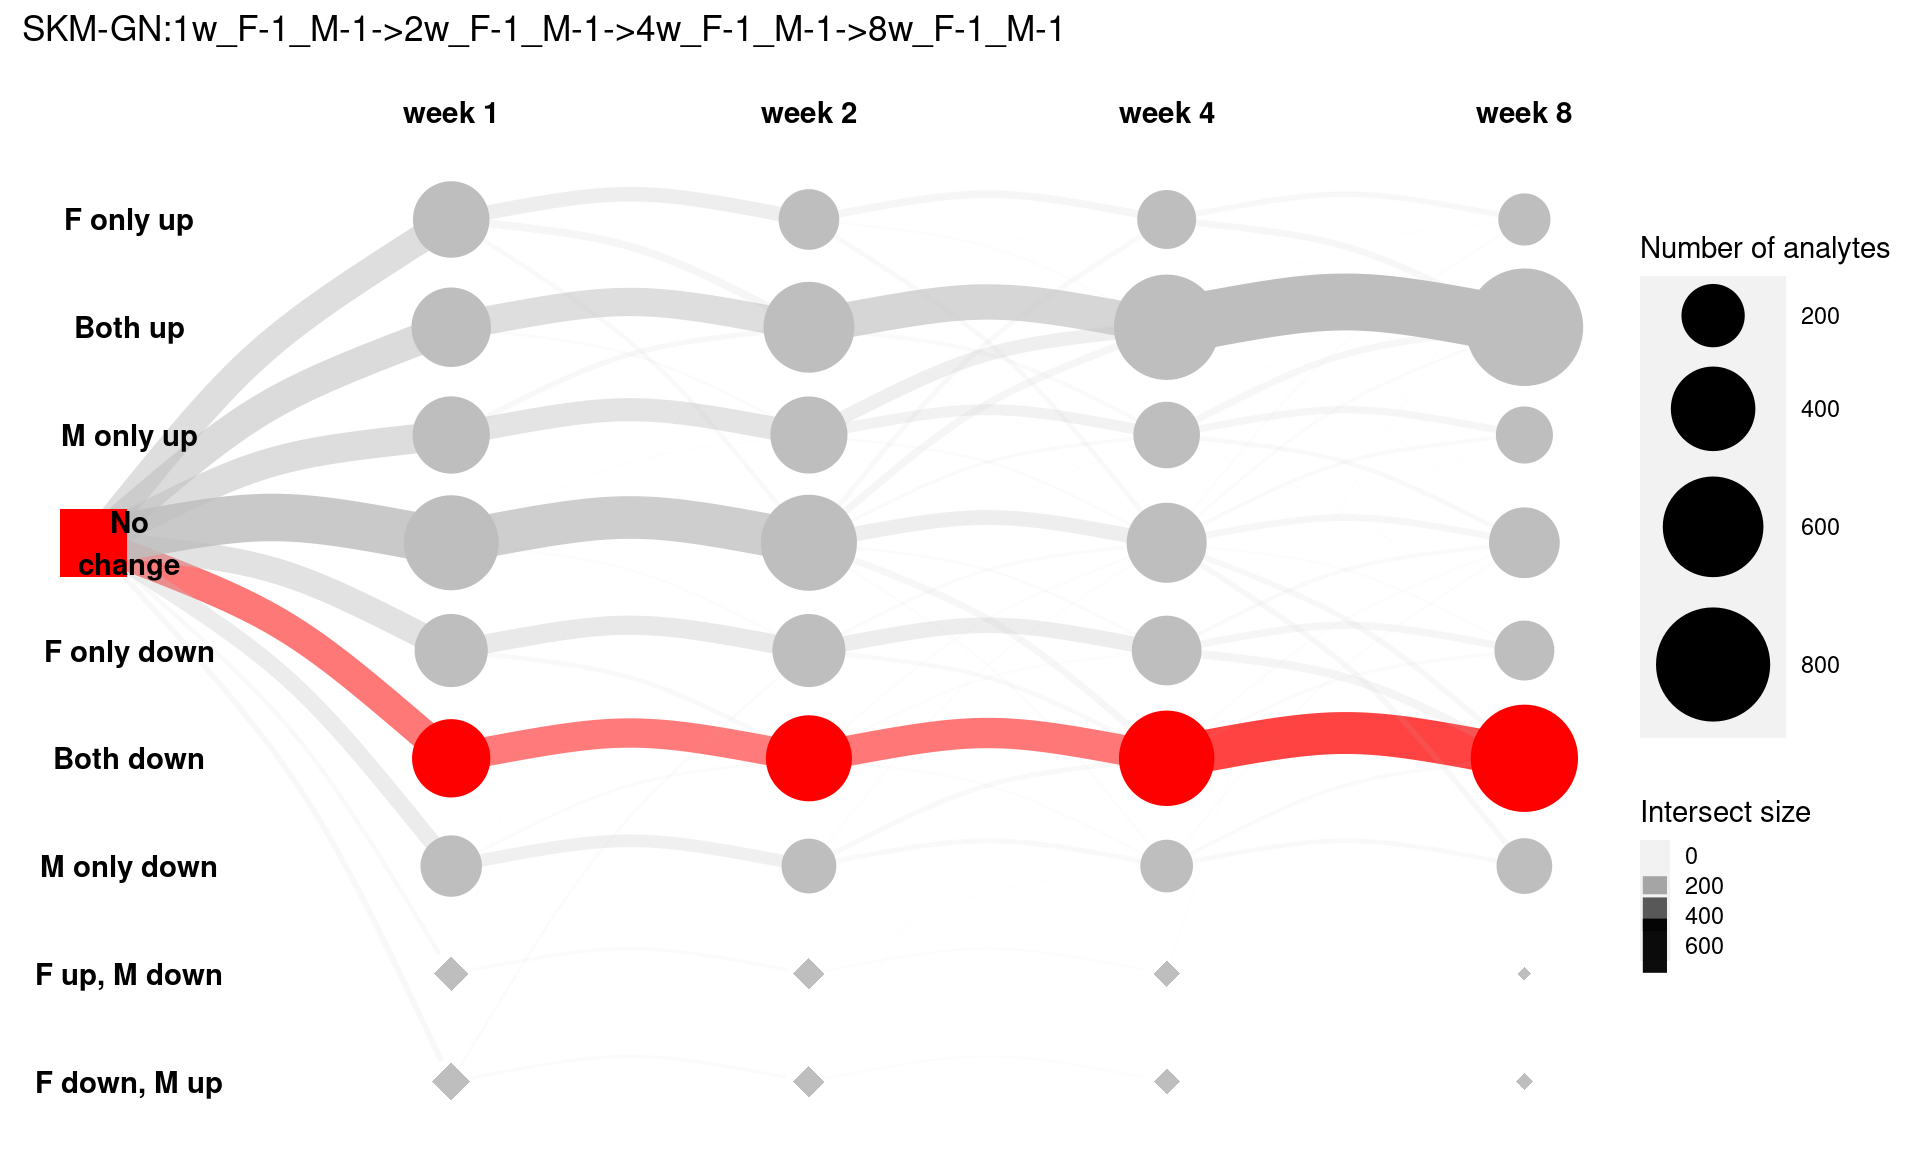 SKM-GN:1w_F-1_M-1->2w_F-1_M-1->4w_F-1_M-1->8w_F-1_M-1
week 1
week 2
week 4
week 8
F only up
Both up
M only up
No
change
F only down
Both down
M only down
F up, M down
F down, M up
Number of analytes
200
400
600
800
Intersect size
0
200
400
600